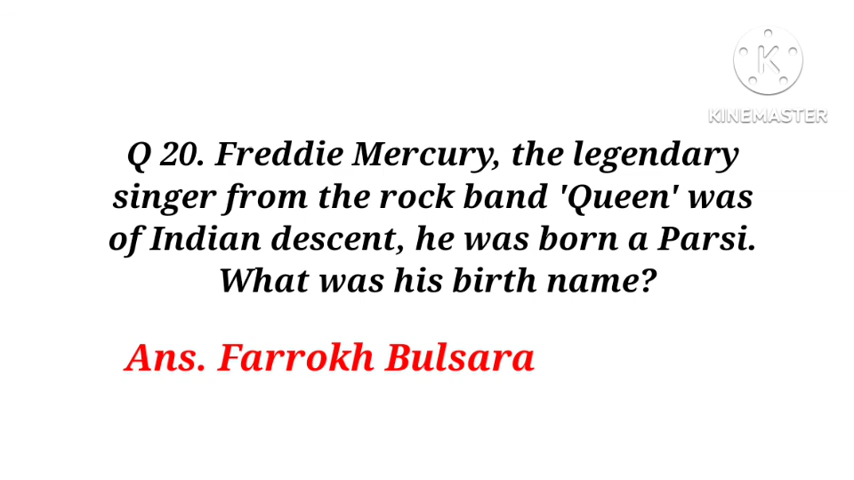 KINEMASTER
Q 20. Freddie Mercury, the legendary
singer from the rock band 'Queen' was
of Indian descent, he was born a Parsi.
What was his birth name?
Ans. Farrokh Bulsara